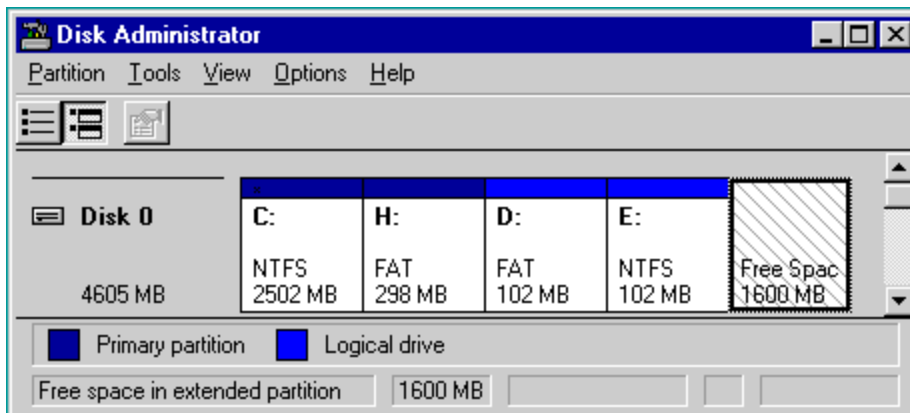 Disk Administrator
Partition Tools View Options Help
Disk 0
4605 MB
C:
NTFS
2502 MB
H:
FAT
298 MB
D:
FAT
102 MB
E:
NTFS
102 MB
Free Spac
1600 MB
Primary partition
Logical drive
Free space in extended partition
1600 MB